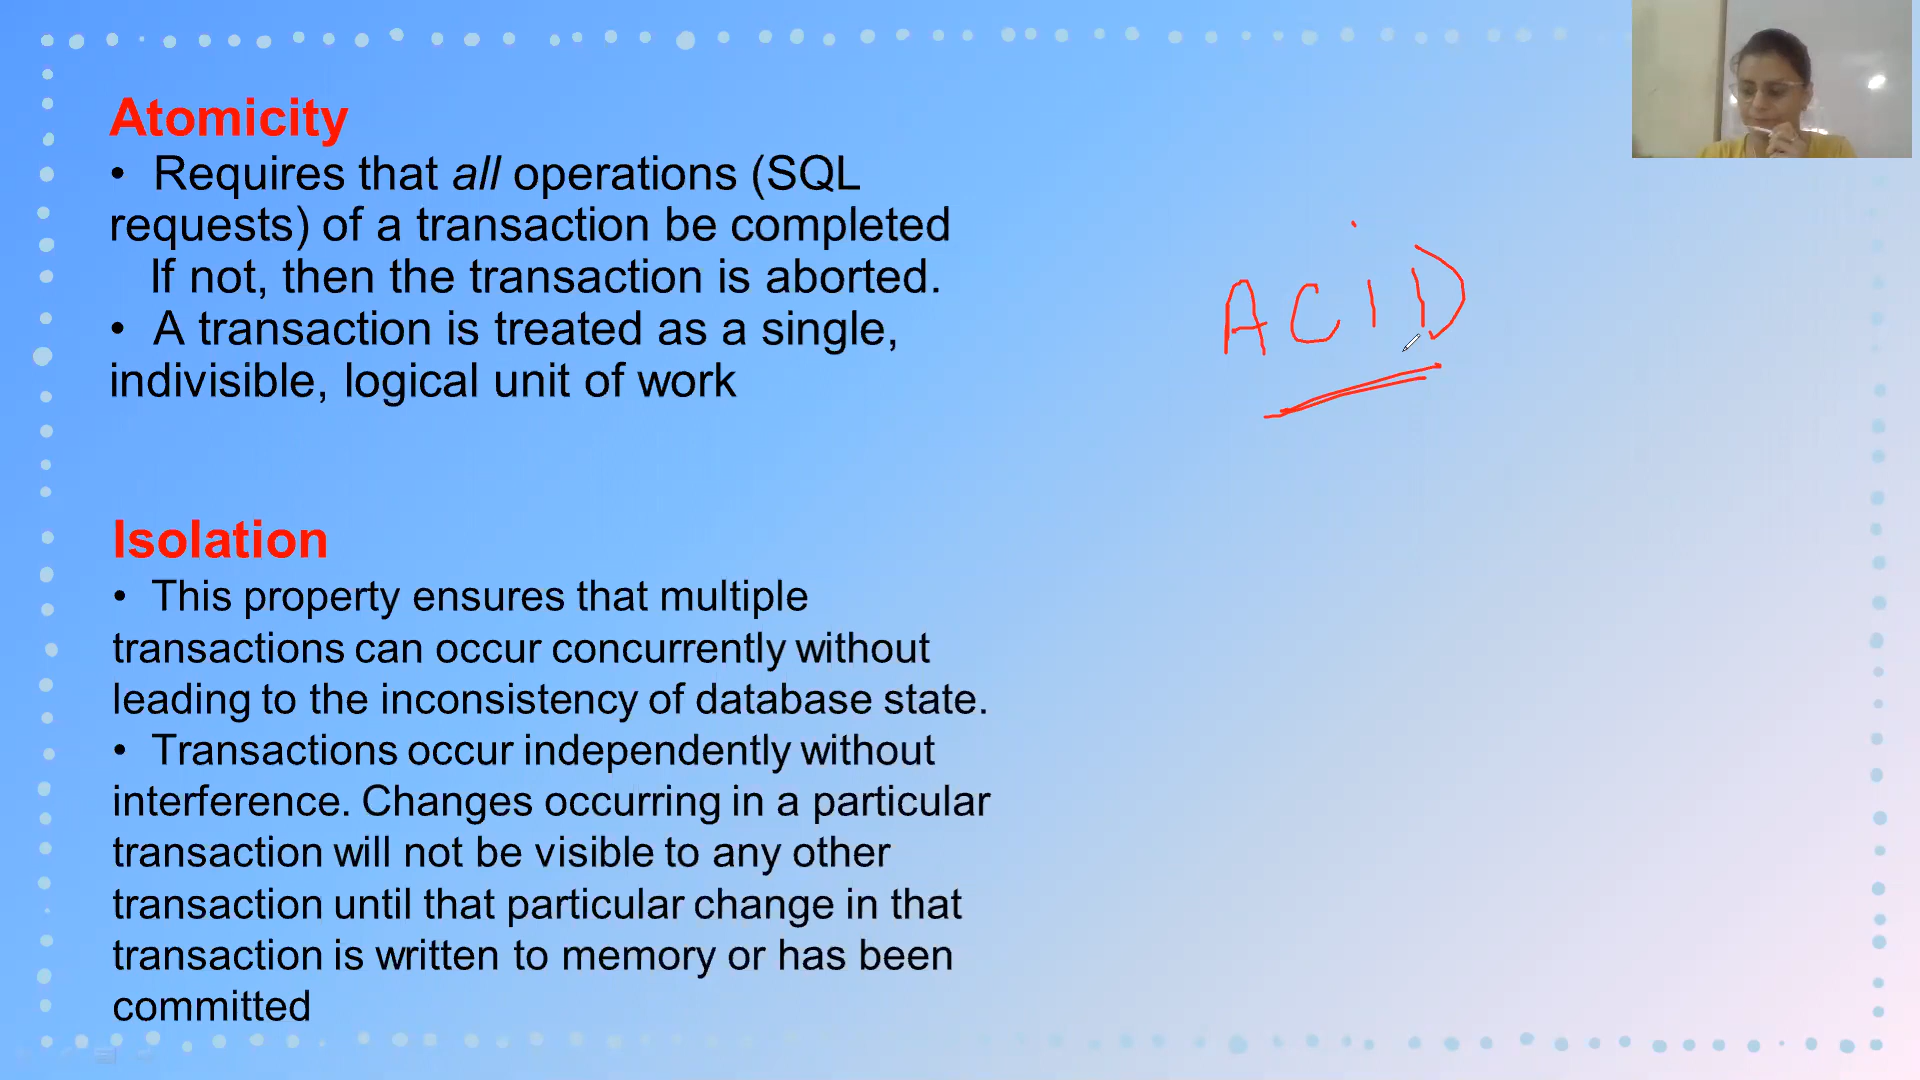 Atomicity
• Requires that all operations (SQL
requests) of a transaction be completed
If not, then the transaction is aborted.
• A transaction is treated as a single,
indivisible, logical unit of work
ACID
Isolation
• This property ensures that multiple
transactions can occur concurrently without
leading to the inconsistency of database state.
• Transactions occur independently without
interference. Changes occurring in a particular
transaction will not be visible to any other
transaction until that particular change in that
transaction is written to memory or has been
committed